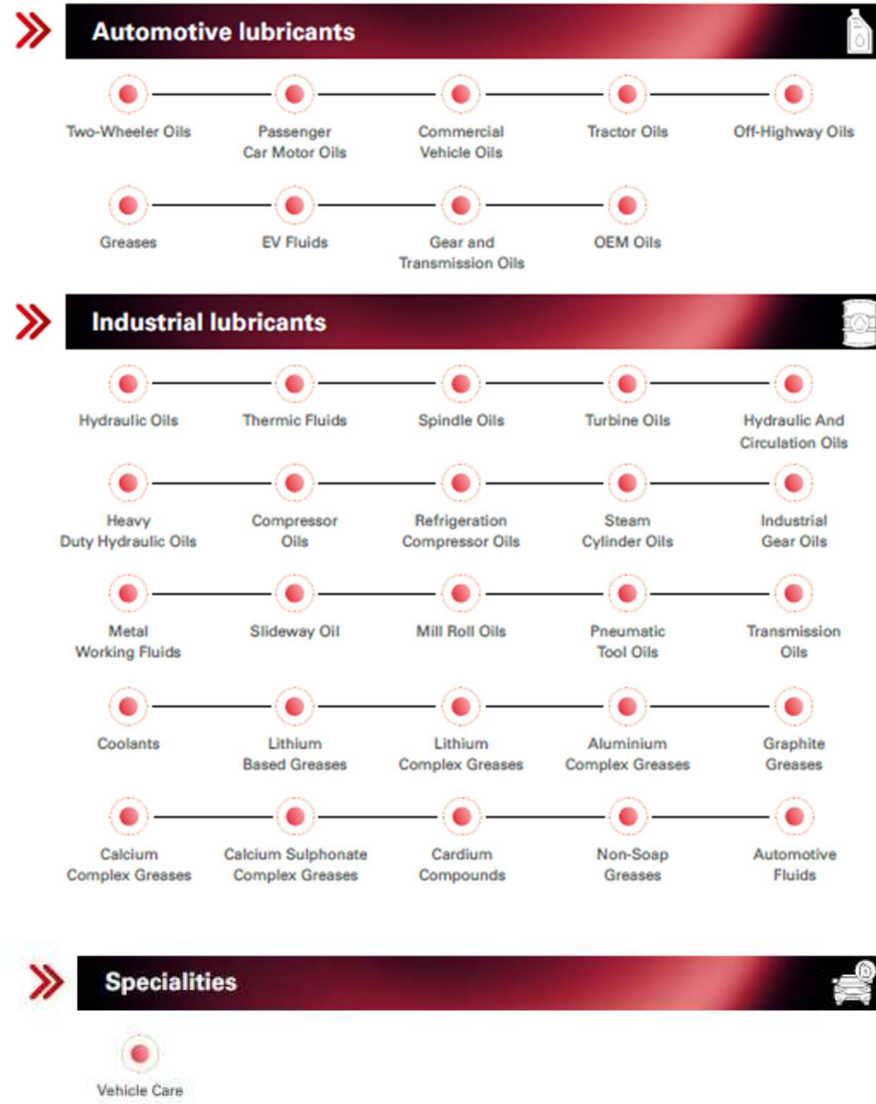 Automotive lubricants
Two-Wheeler Oils
Passenger
Car Motor Oils
Commercial
Vehicle Oils
Tractor Oils
Off-Highway Oils
Greases
EV Fluids
Gear and
Transmission Oils
OEM Oils
Industrial lubricants
Hydraulic Oils
Thermic Fluids
Spindle Oils
Turbine Oils
Hydraulic And
Circulation Oils
Heavy
Duty Hydraulic Oils
Compressor
Oils
Refrigeration
Compressor Oils
Steam
Cylinder Oils
Industrial
Gear Oils
Metal
Working Fluids
Slideway Oil
Mill Roll Oils
Pneumatic
Tool Oils
Transmission
Oils
Coolants
Lithium
Based Greases
Lithium
Complex Greases
Aluminium
Complex Greases
Graphite
Greases
Calcium
Complex Greases
Calcium Sulphonate
Complex Greases
Cardium
Compounds
Non-Soap
Greases
Automotive
Fluids
Specialities
Vehicle Care